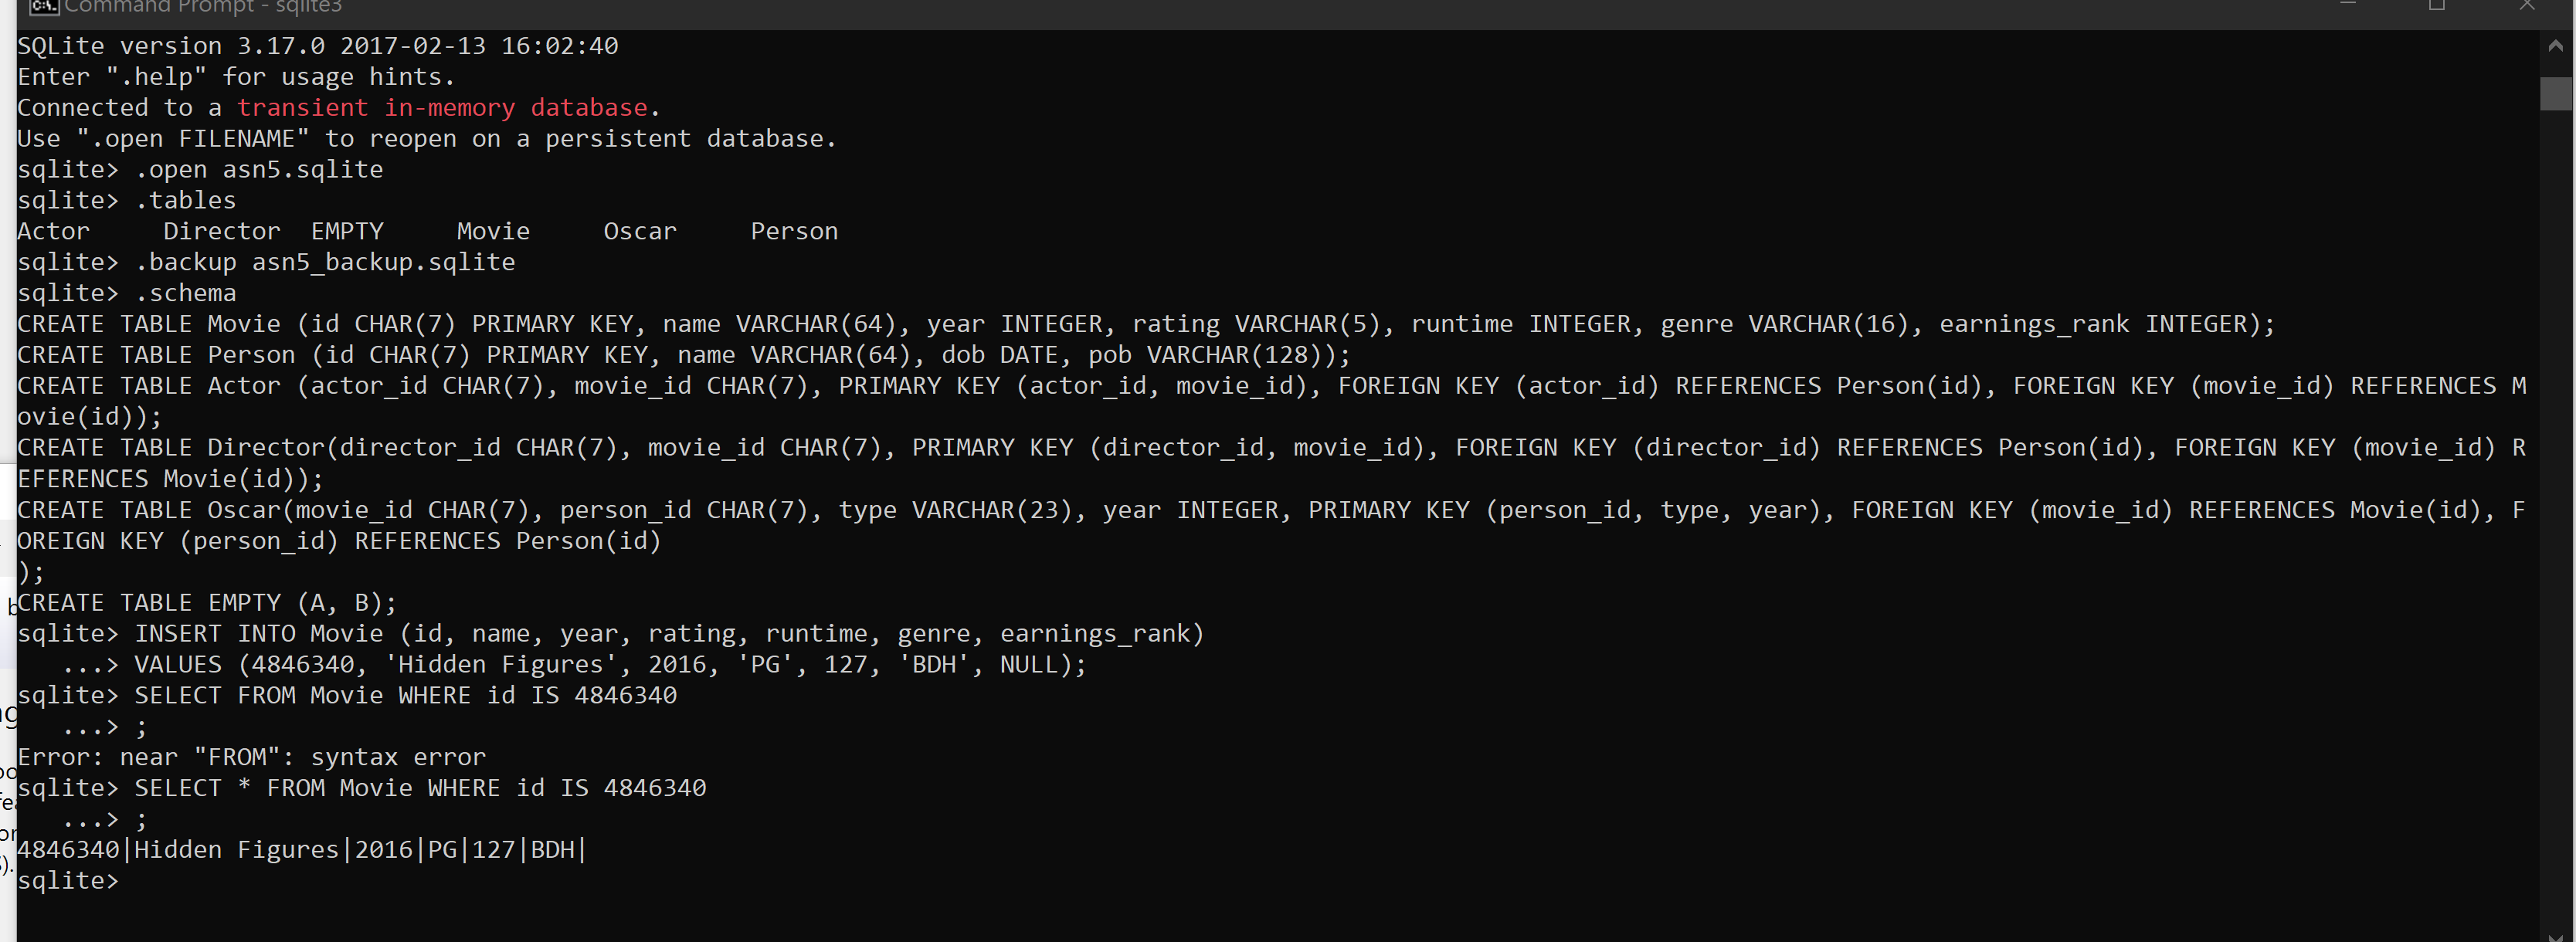 Command Prompt - sqlite3
SQLite version 3.17.0 2017-02-13 16:02:40
Enter ".help" for usage hints.
Connected to a transient in-memory database.
Use ".open FILENAME" to reopen on a persistent database.
sqlite> .open asn5.sqlite
sqlite> .tables
Actor     Director  EMPTY     Movie     Oscar     Person
sqlite> .backup asn5_backup.sqlite
sqlite> .schema
CREATE TABLE Movie (id CHAR(7) PRIMARY KEY, name VARCHAR(64), year INTEGER, rating VARCHAR(5), runtime INTEGER, genre VARCHAR(16), earnings_rank INTEGER);
CREATE TABLE Person (id CHAR(7) PRIMARY KEY, name VARCHAR(64), dob DATE, pob VARCHAR(128));
CREATE TABLE Actor (actor_id CHAR(7), movie_id CHAR(7), PRIMARY KEY (actor_id, movie_id), FOREIGN KEY (actor_id) REFERENCES Person(id), FOREIGN KEY (movie_id) REFERENCES M
ovie(id));
CREATE TABLE Director(director_id CHAR(7), movie_id CHAR(7), PRIMARY KEY (director_id, movie_id), FOREIGN KEY (director_id) REFERENCES Person(id), FOREIGN KEY (movie_id) R
EFERENCES Movie(id));
CREATE TABLE Oscar(movie_id CHAR(7), person_id CHAR(7), type VARCHAR(23), year INTEGER, PRIMARY KEY (person_id, type, year), FOREIGN KEY (movie_id) REFERENCES Movie(id), F
OREIGN KEY (person_id) REFERENCES Person(id)
);
CREATE TABLE EMPTY (A, B);
sqlite> INSERT INTO Movie (id, name, year, rating, runtime, genre, earnings_rank)
   ...> VALUES (4846340, 'Hidden Figures', 2016, 'PG', 127, 'BDH', NULL);
sqlite> SELECT FROM Movie WHERE id IS 4846340
   ...> ;
Error: near "FROM": syntax error
sqlite> SELECT * FROM Movie WHERE id IS 4846340
   ...> ;
4846340|Hidden Figures|2016|PG|127|BDH|
sqlite>